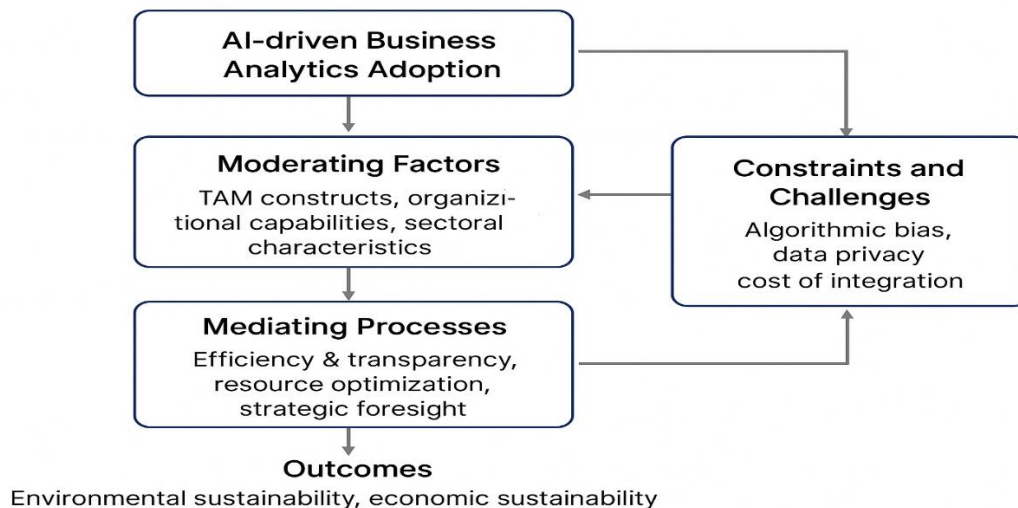 AI-driven Business
Analytics Adoption
Moderating Factors
TAM constructs, organizi-
tional capabilities, sectoral
characteristics
Constraints and
Challenges
Algorithmic bias,
data privacy
cost of integration
Mediating Processes
Efficiency & transparency,
resource optimization,
strategic foresight
Outcomes
Environmental sustainability, economic sustainability